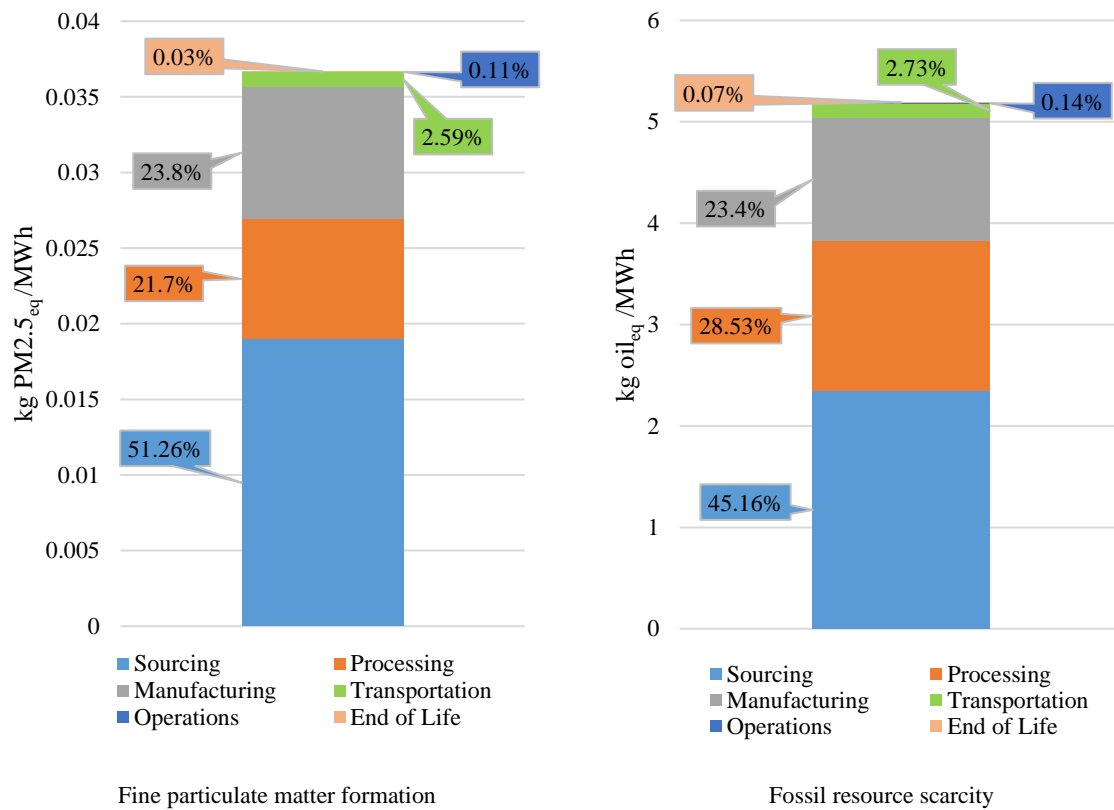 0.04
0.035
0.03
0.025
0.02
0.015
0.01
0.005
0
kg PM2.5eq/MWh
0.03%
0.11%
2.59%
23.8%
21.7%
51.26%
Sourcing Processing
Manufacturing Transportation
Operations End of Life
Fine particulate matter formation
6
5
4
3
2
1
0
kg oileq /MWh
2.73%
0.07%
0.14%
23.4%
28.53%
45.16%
Sourcing Processing
Manufacturing Transportation
Operations End of Life
Fossil resource scarcity